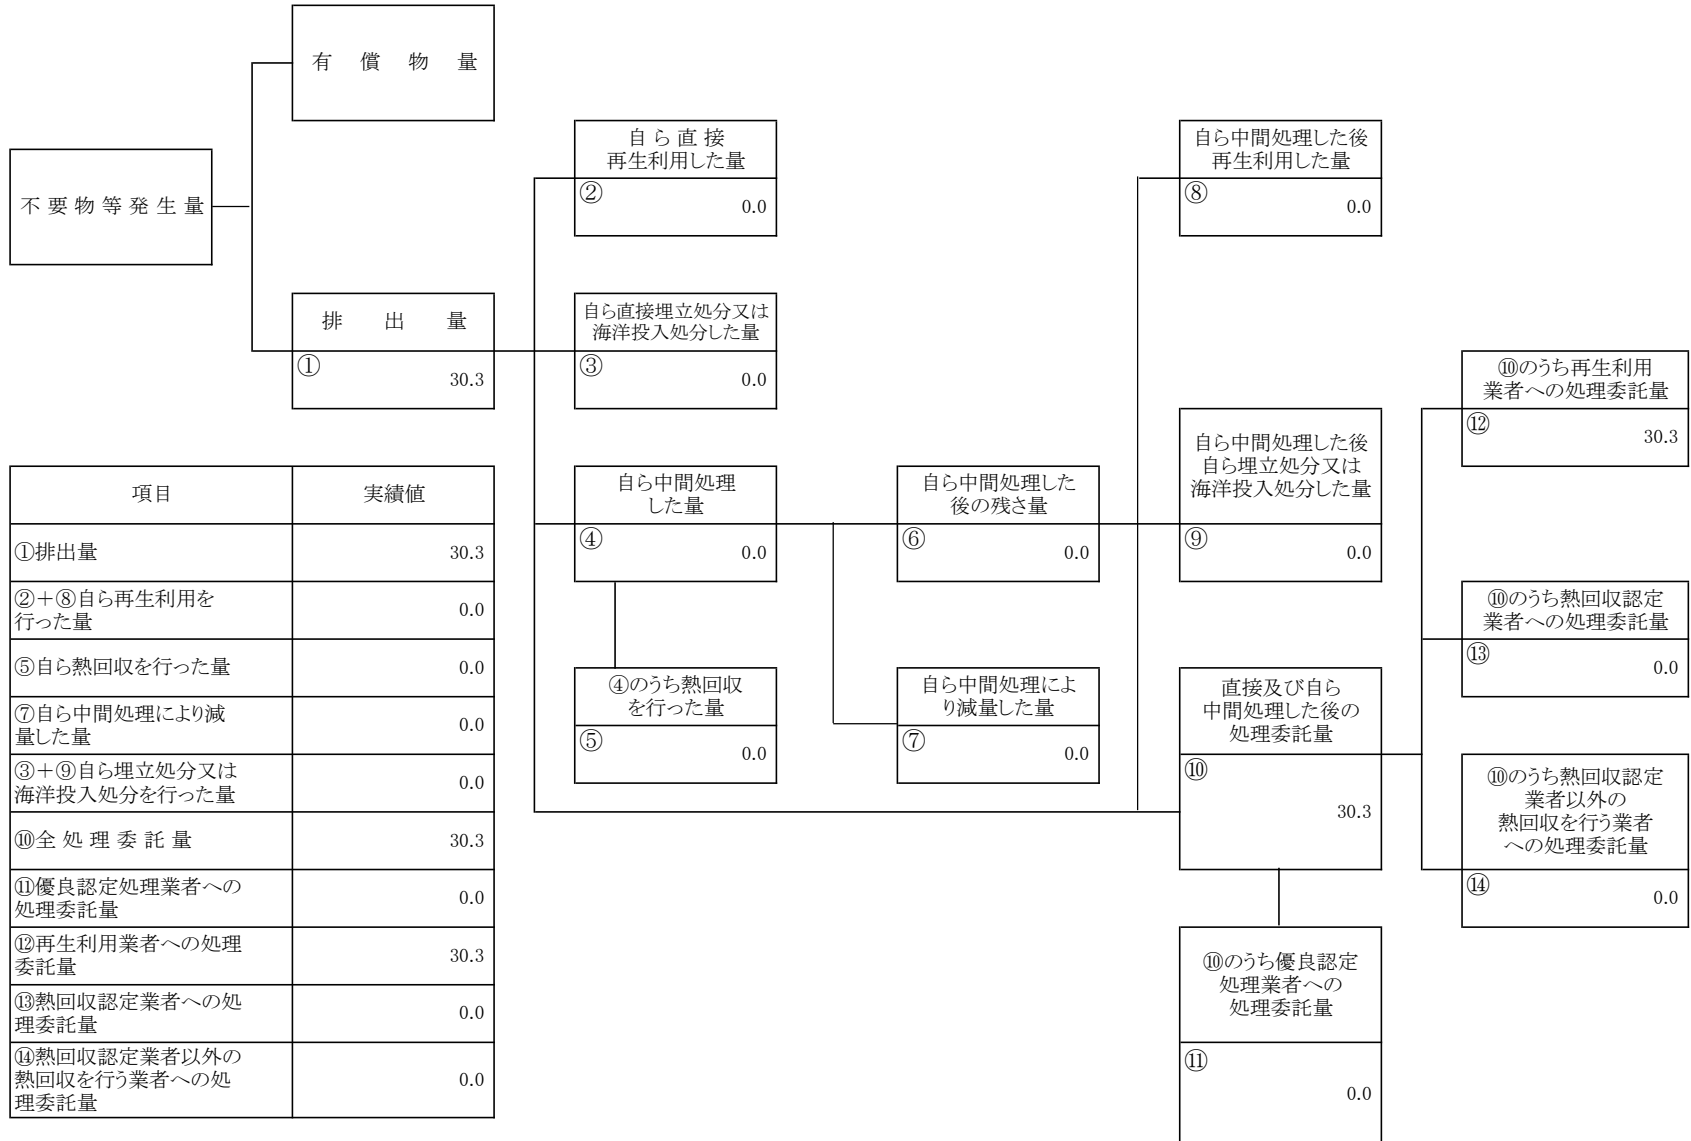 有償物量
不要物等発生量
排出量
①
30.3
自ら直接
再生利用した量
②
0.0
自ら直接埋立処分又は
海洋投入処分した量
③
0.0
自ら中間処理
した量
④
0.0
④のうち熱回収
を行った量
⑤
0.0
自ら中間処理した
後の残さ量
⑥
0.0
自ら中間処理によ
り減量した量
⑦
0.0
自ら中間処理した後
再生利用した量
⑧
0.0
自ら中間処理した後
自ら埋立処分又は
海洋投入処分した量
⑨
0.0
直接及び自ら
中間処理した後の
処理委託量
⑩
30.3
⑩のうち優良認定
処理業者への
処理委託量
⑪
0.0
⑩のうち再生利用
業者への処理委託量
⑫
30.3
⑩のうち熱回収認定
業者への処理委託量
⑬
0.0
⑩のうち熱回収認定
業者以外の
熱回収を行う業者
への処理委託量
⑭
0.0
項目 実績値
①排出量 30.3
②＋⑧自ら再生利用を
行った量 0.0
⑤自ら熱回収を行った量 0.0
⑦自ら中間処理により減
量した量 0.0
③＋⑨自ら埋立処分又は
海洋投入処分を行った量 0.0
⑩全処理委託量 30.3
⑪優良認定処理業者への
処理委託量 0.0
⑫再生利用業者への処理
委託量 30.3
⑬熱回収認定業者への処
理委託量 0.0
⑭熱回収認定業者以外の
熱回収を行う業者への処
理委託量 0.0